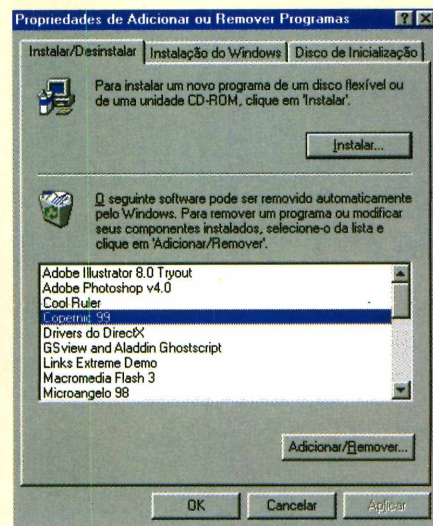 Propriedades de Adicionar ou Remover Programas
Instalar/Desinstalar Instalação do Windows Disco de Inicialização
Para instalar um novo programa de um disco flexível ou
de uma unidade CD-ROM, clique em 'Instalar'.
Instalar...
O seguinte software pode ser removido automaticamente
pelo Windows. Para remover um programa ou modificar
seus componentes instalados, selecione-o da lista e
clique em 'Adicionar/Remover'.
Adobe Illustrator 8.0 Tryout
Adobe Photoshop v4.0
Cool Ruler
Copernic 99
Drivers do DirectX
GSview and Aladdin Ghostscript
Links Extreme Demo
Macromedia Flash 3
Microangelo 98
Adicionar/Remover...
OK Cancelar Aplicar